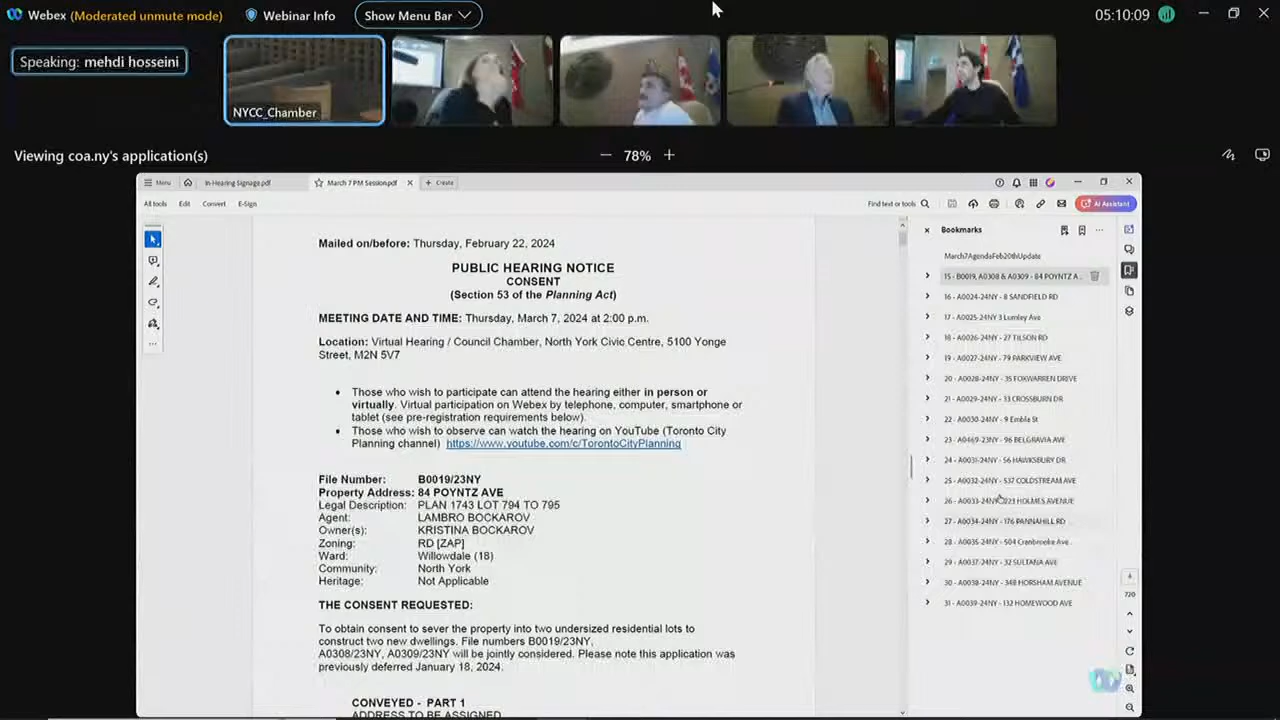 Webex (Moderated unmute mode) Webinar Info Show Menu Bar 05:10:09
Speaking: mehdi hosseini
NYCC_Chamber
Viewing coa.ny's application(s)
78%
Menu In-Hearing Signage.pdf March 7 PM Session.pdf Create
All tools Edit Convert E-Sign Find text or tools AI Assistant
Mailed on/before: Thursday, February 22, 2024
PUBLIC HEARING NOTICE
CONSENT
(Section 53 of the Planning Act)
MEETING DATE AND TIME: Thursday, March 7, 2024 at 2:00 p.m.
Location: Virtual Hearing / Council Chamber, North York Civic Centre, 5100 Yonge
Street, M2N 5V7
• Those who wish to participate can attend the hearing either in person or
virtually. Virtual participation on Webex by telephone, computer, smartphone or
tablet (see pre-registration requirements below).
• Those who wish to observe can watch the hearing on YouTube (Toronto City
Planning channel) https://www.youtube.com/c/TorontoCityPlanning
File Number: B0019/23NY
Property Address: 84 POYNTZ AVE
Legal Description: PLAN 1743 LOT 794 TO 795
Agent: LAMBRO BOCKAROV
Owner(s): KRISTINA BOCKAROV
Zoning: RD [ZAP]
Ward: Willowdale (18)
Community: North York
Heritage: Not Applicable
THE CONSENT REQUESTED:
To obtain consent to sever the property into two undersized residential lots to
construct two new dwellings. File numbers B0019/23NY,
A0308/23NY, A0309/23NY will be jointly considered. Please note this application was
previously deferred January 18, 2024.
CONVEYED - PART 1
ADDRESS TO BE ASSIGNED
Bookmarks
March7AgendaFeb20thUpdate
15 - B0019, A0308 & A0309 - 84 POYNTZ A...
16 - A0024-24NY - 8 SANDFIELD RD
17 - A0025-24NY 3 Lumley Ave
18 - A0026-24NY - 27 TILSON RD
19 - A0027-24NY - 79 PARKVIEW AVE
20 - A0028-24NY - 35 FOXWARREN DRIVE
21 - A0029-24NY - 33 CROSSBURN DR
22 - A0030-24NY - 9 Emble St
23 - A0469-23NY - 96 BELGRAVIA AVE
24 - A0031-24NY - 56 HAWKSBURY DR
25 - A0032-24NY - 537 COLDSTREAM AVE
26 - A0033-24NY - 223 HOLMES AVENUE
27 - A0034-24NY - 176 PANNAHILL RD
28 - A0035-24NY - 504 Cranbrooke Ave
29 - A0037-24NY - 32 SULTANA AVE
30 - A0038-24NY - 348 HORSHAM AVENUE
31 - A0039-24NY - 132 HOMEWOOD AVE
1
720